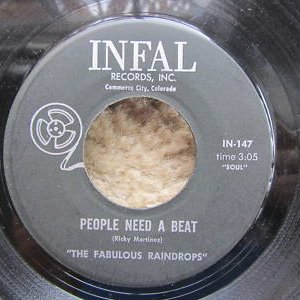 INFAL
RECORDS, INC.
Commerce City, Colorado
IN-147
time 3:05
"SOUL"
PEOPLE NEED A BEAT
(Ricky Martinez)
"THE FABULOUS RAINDROPS"